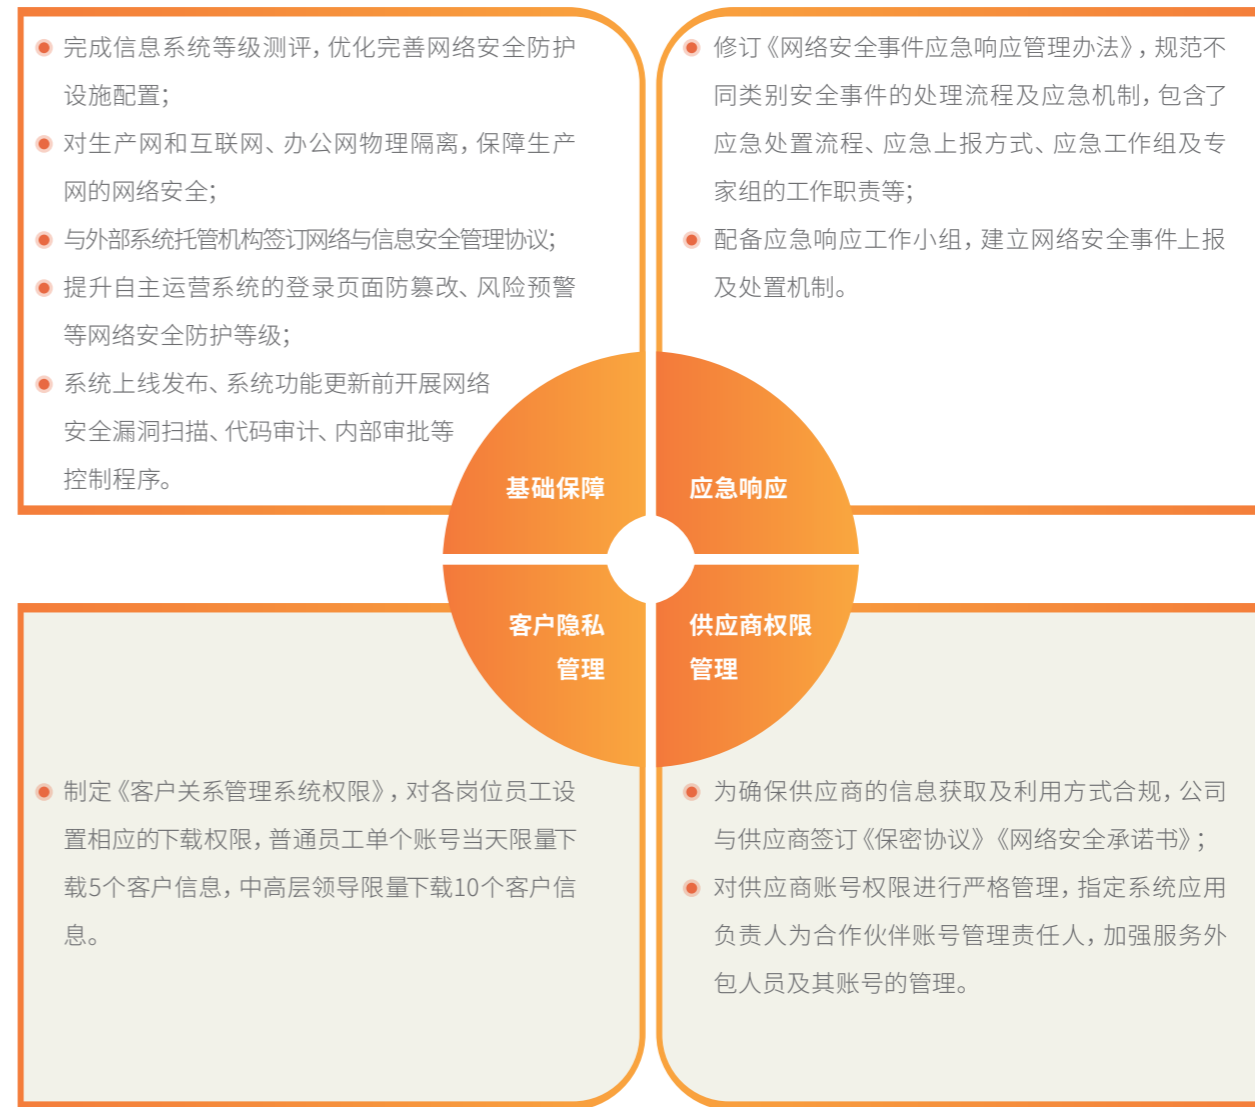 完成信息系统等级测评，优化完善网络安全防护
设施配置；
对生产网和互联网、办公网物理隔离，保障生产
网的网络安全；
与外部系统托管机构签订网络与信息安全管理协议；
提升自主运营系统的登录页面防篡改、风险预警
等网络安全防护等级；
系统上线发布、系统功能更新前开展网络
安全漏洞扫描、代码审计、内部审批等
控制程序。
基础保障
修订《网络安全事件应急响应管理办法》，规范不
同类别安全事件的处理流程及应急机制，包含了
应急处置流程、应急上报方式、应急工作组及专
家组的工作职责等；
配备应急响应工作小组，建立网络安全事件上报
及处置机制。
应急响应
客户隐私
管理
制定《客户关系管理系统权限》，对各岗位员工设
置相应的下载权限，普通员工单个账号当天限量下
载5个客户信息，中高层领导限量下载10个客户信
息。
供应商权限
管理
为确保供应商的信息获取及利用方式合规，公司
与供应商签订《保密协议》《网络安全承诺书》；
对供应商账号权限进行严格管理，指定系统应用
负责人为合作伙伴账号管理责任人，加强服务外
包人员及其账号的管理。